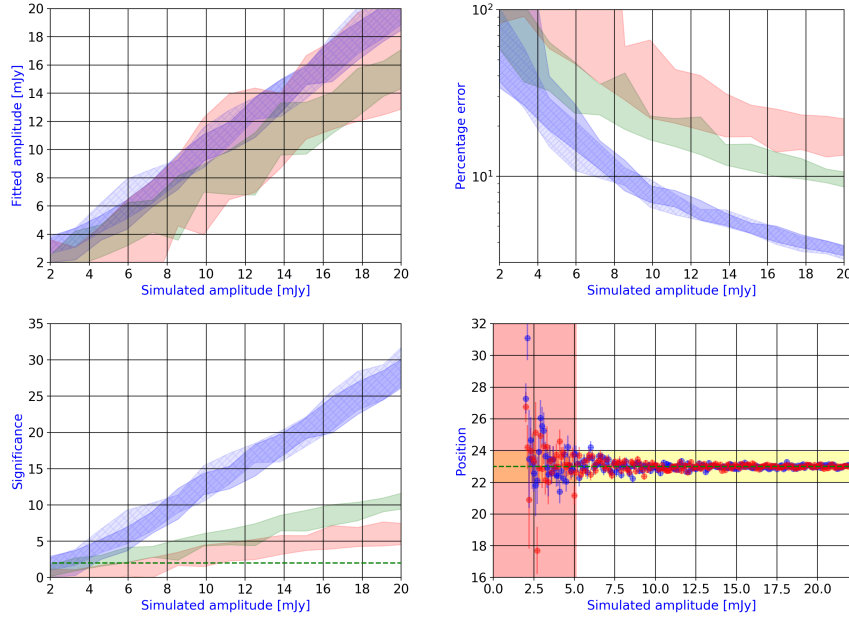 20
18
16
14
12
10
8
6
4
2
Fitted amplitude [mJy]
2 4 6 8 10 12 14 16 18 20
Simulated amplitude [mJy]
10²
10¹
Percentage error
2 4 6 8 10 12 14 16 18 20
Simulated amplitude [mJy]
35
30
25
20
15
10
5
0
Significance
2 4 6 8 10 12 14 16 18 20
Simulated amplitude [mJy]
32
30
28
26
24
22
20
18
16
Position
0.0 2.5 5.0 7.5 10.0 12.5 15.0 17.5 20.0
Simulated amplitude [mJy]